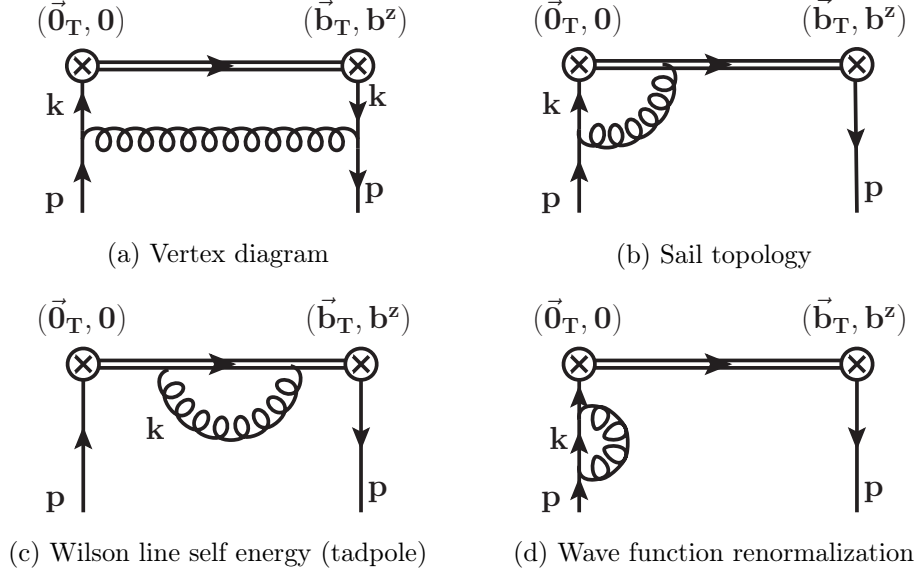 (0⃗_T, 0) (b⃗_T, b^z) (0⃗_T, 0) (b⃗_T, b^z)
k k k
p p p p
(a) Vertex diagram (b) Sail topology
(0⃗_T, 0) (b⃗_T, b^z) (0⃗_T, 0) (b⃗_T, b^z)
k k
p p p p
(c) Wilson line self energy (tadpole) (d) Wave function renormalization